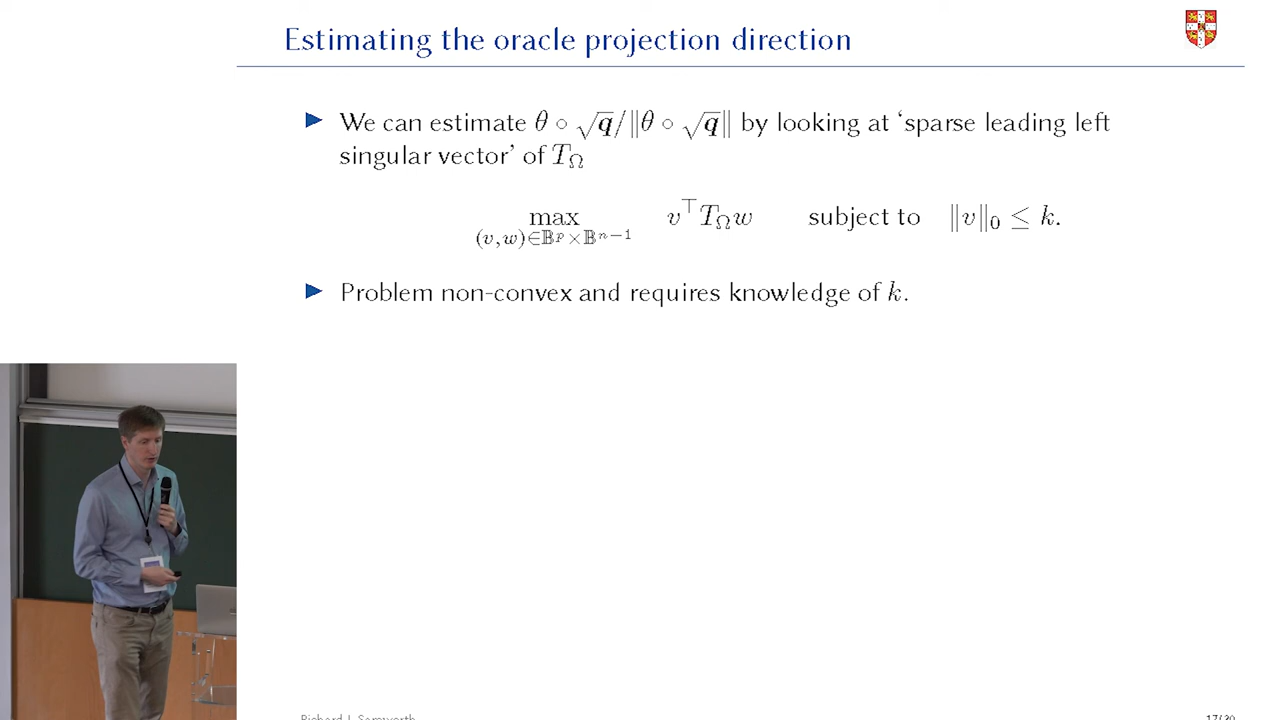 Estimating the oracle projection direction
We can estimate θ ∘ √q/‖θ ∘ √q‖ by looking at ‘sparse leading left
singular vector’ of T_Ω
max v^⊤ T_Ω w subject to ‖v‖₀ ≤ k.
(v,w)∈𝔹^p×𝔹^{n−1}
Problem non-convex and requires knowledge of k.
Richard J. Samworth
17/30